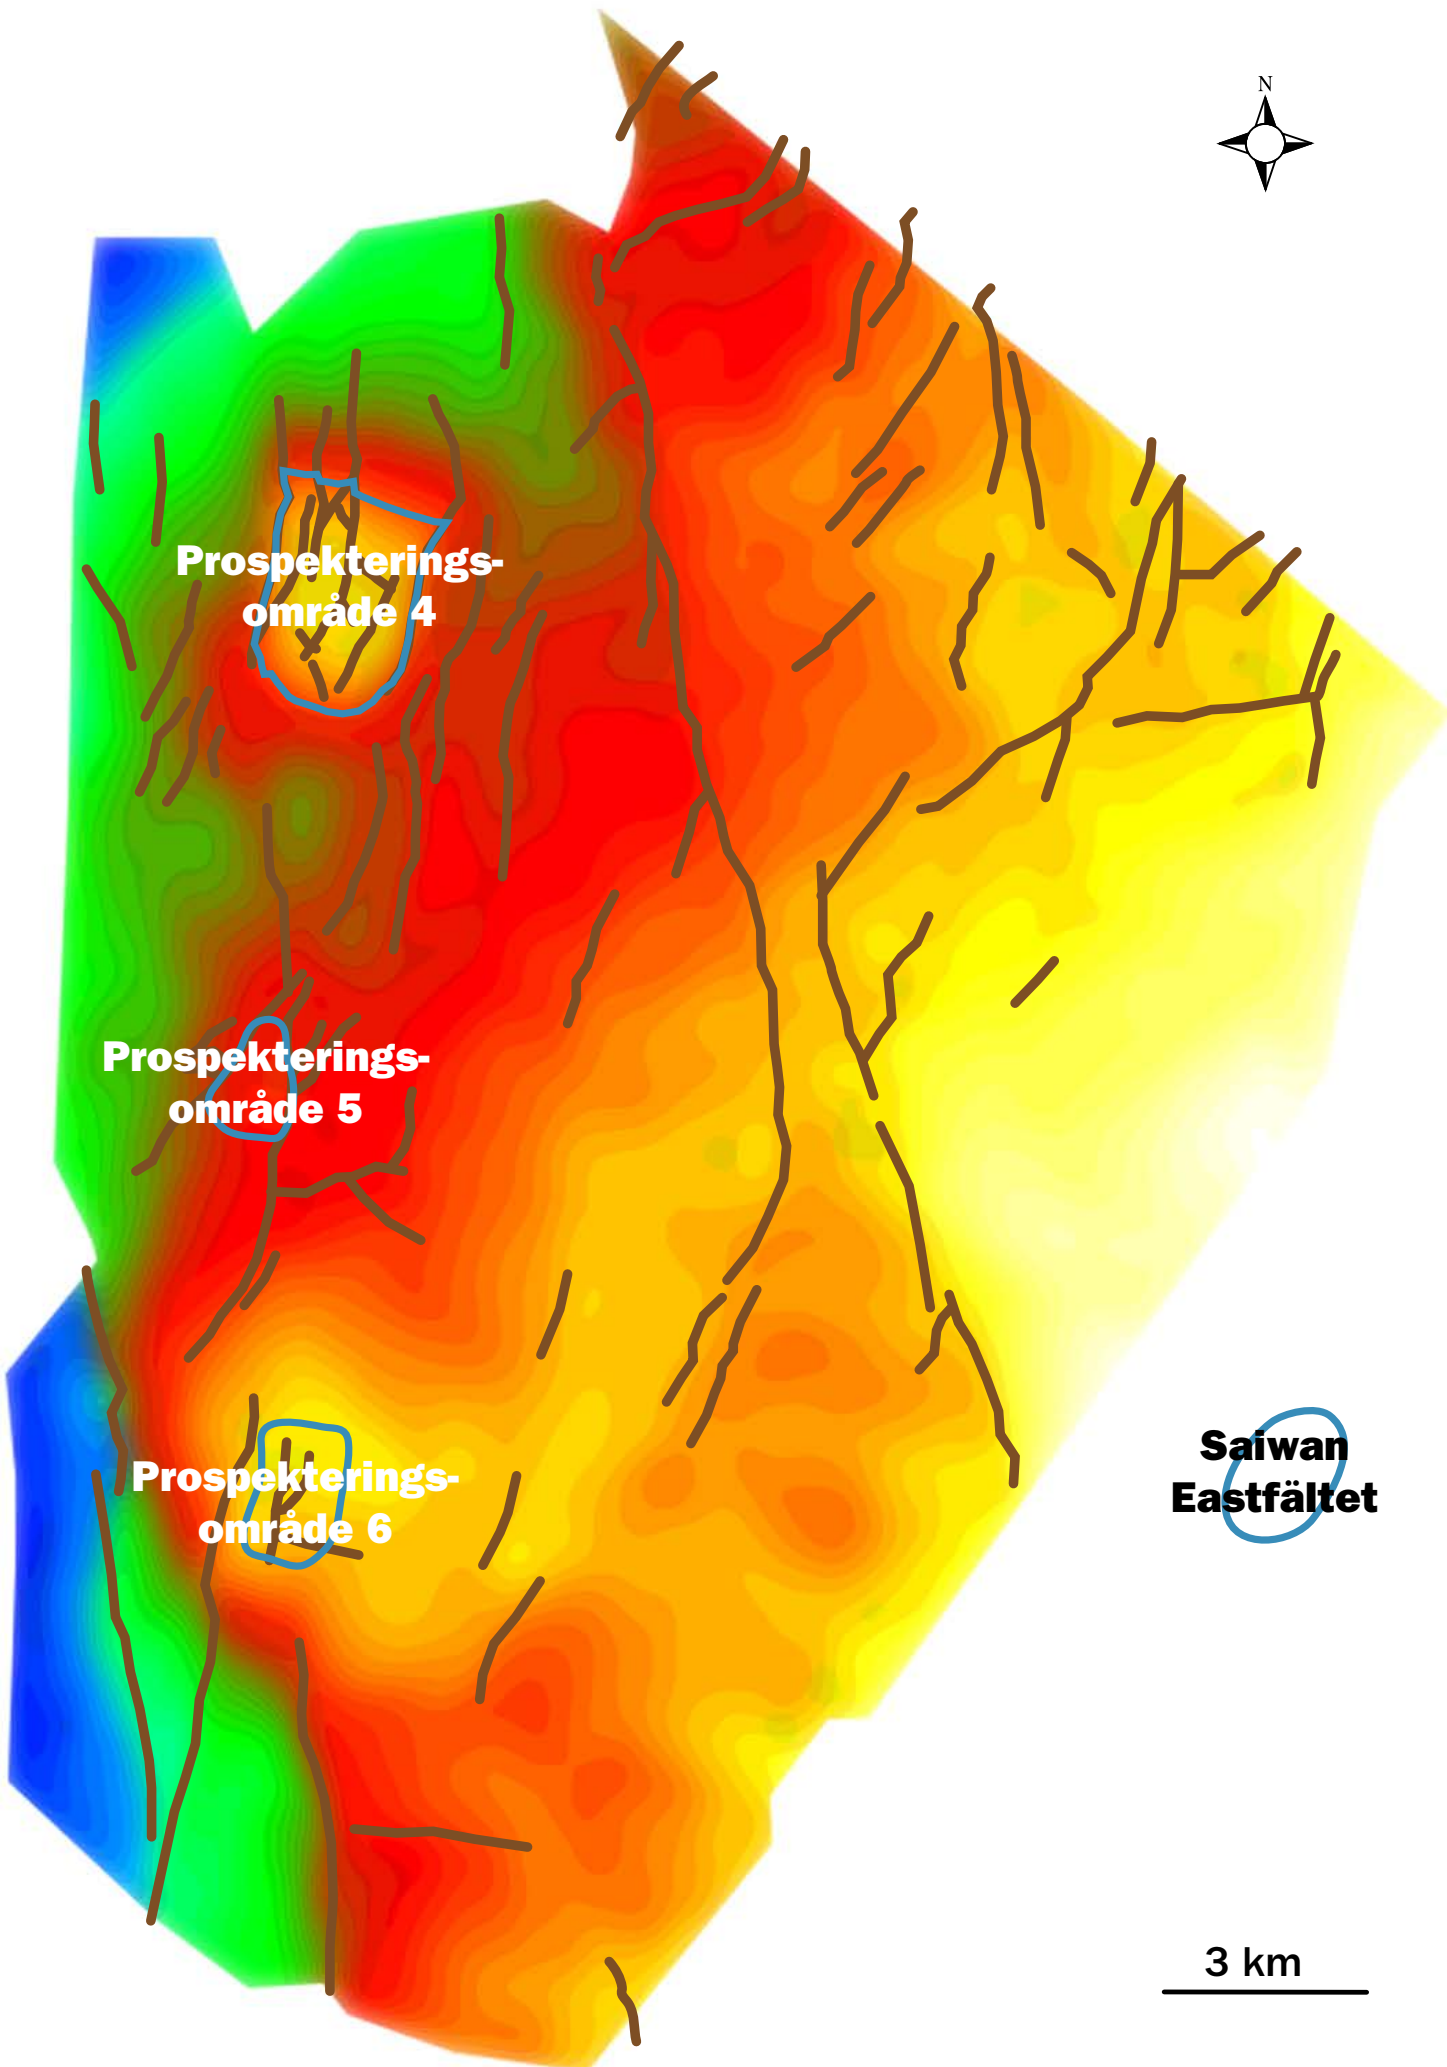 N
Prospekterings-
område 4
Prospekterings-
område 5
Saiwan
Eastfältet
Prospekterings-
område 6
3 km